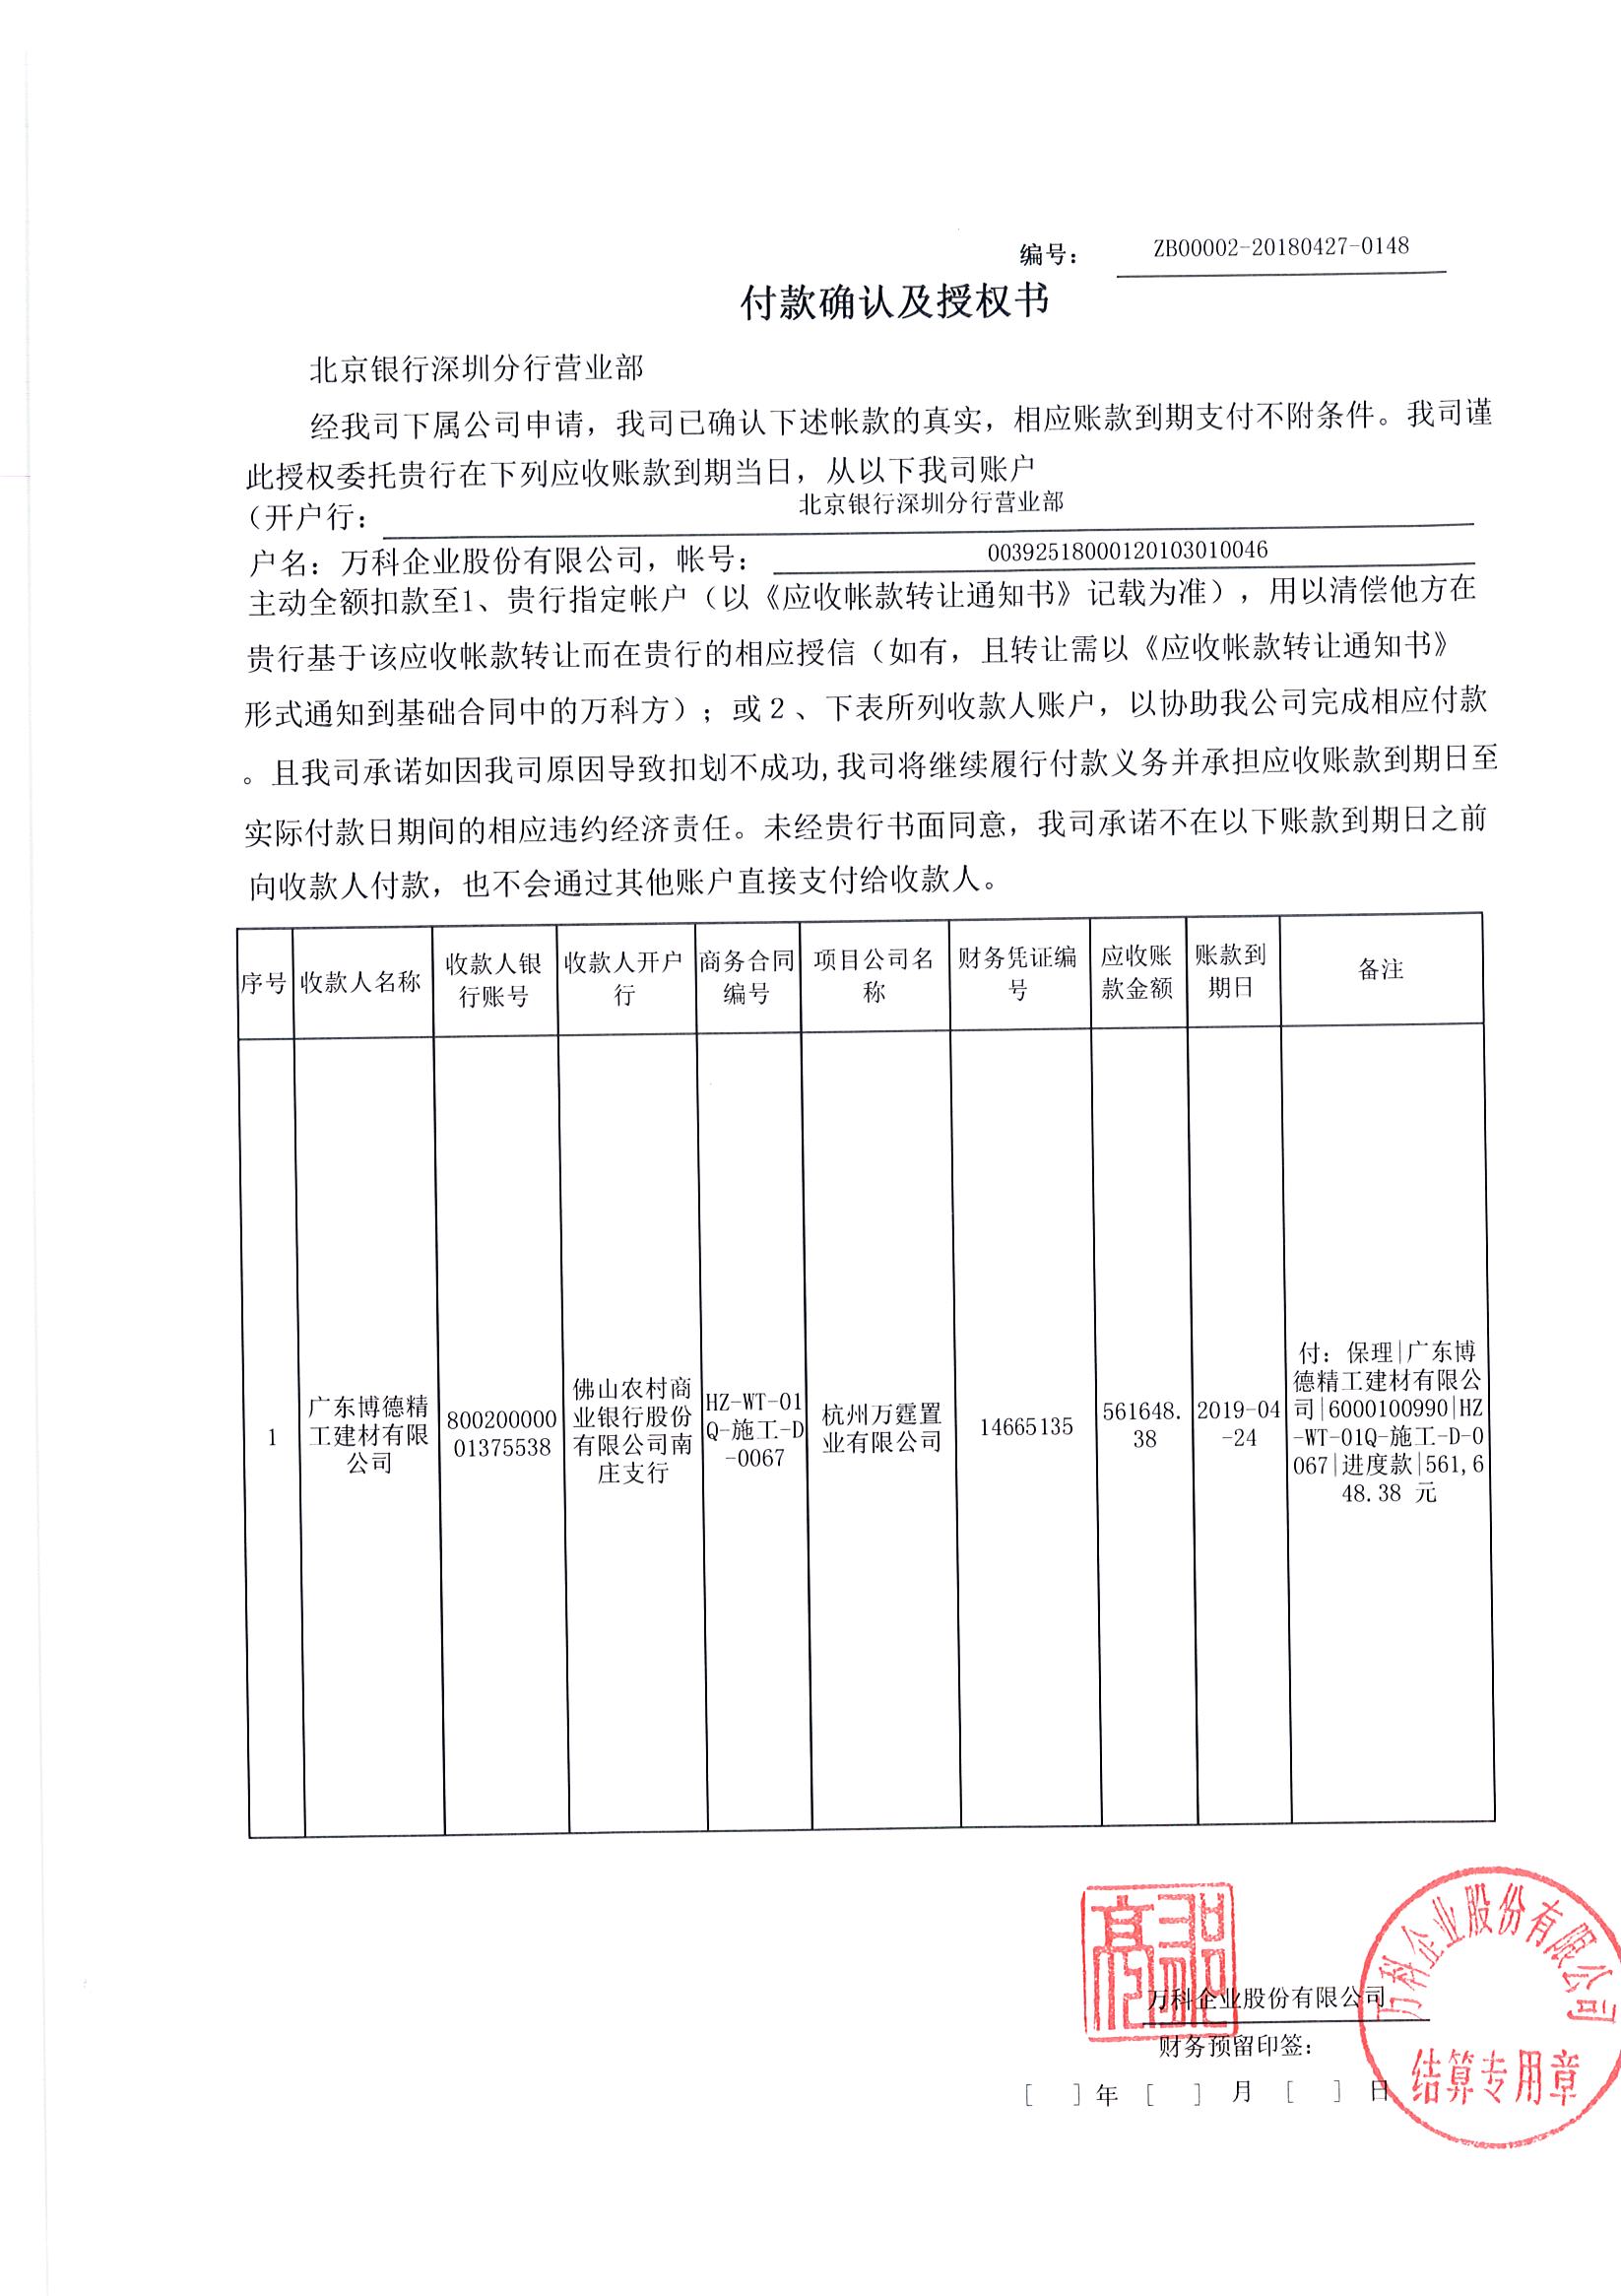 编号： ZB00002-20180427-0148
付款确认及授权书
北京银行深圳分行营业部
经我司下属公司申请，我司已确认下述帐款的真实，相应账款到期支付不附条件。我司谨
此授权委托贵行在下列应收账款到期当日，从以下我司账户
（开户行： 北京银行深圳分行营业部
户名：万科企业股份有限公司，帐号： 00392518000120103010046
主动全额扣款至1、贵行指定帐户（以《应收帐款转让通知书》记载为准），用以清偿他方在
贵行基于该应收帐款转让而在贵行的相应授信（如有，且转让需以《应收帐款转让通知书》
形式通知到基础合同中的万科方）；或２、下表所列收款人账户，以协助我公司完成相应付款
。且我司承诺如因我司原因导致扣划不成功,我司将继续履行付款义务并承担应收账款到期日至
实际付款日期间的相应违约经济责任。未经贵行书面同意，我司承诺不在以下账款到期日之前
向收款人付款，也不会通过其他账户直接支付给收款人。
序号
收款人名称
收款人银
行账号
收款人开户
行
商务合同
编号
项目公司名
称
财务凭证编
号
应收账
款金额
账款到
期日
备注
1
广东博德精
工建材有限
公司
800200000
01375538
佛山农村商
业银行股份
有限公司南
庄支行
HZ-WT-01
Q-施工-D
-0067
杭州万霆置
业有限公司
14665135
561648.
38
2019-04
-24
付：保理|广东博
德精工建材有限公
司|6000100990|HZ
-WT-01Q-施工-D-0
067|进度款|561,6
48.38 元
万科企业股份有限公司
财务预留印签：
[ ]年 [ ] 月 [ ] 日
万科企业股份有限公司
结算专用章